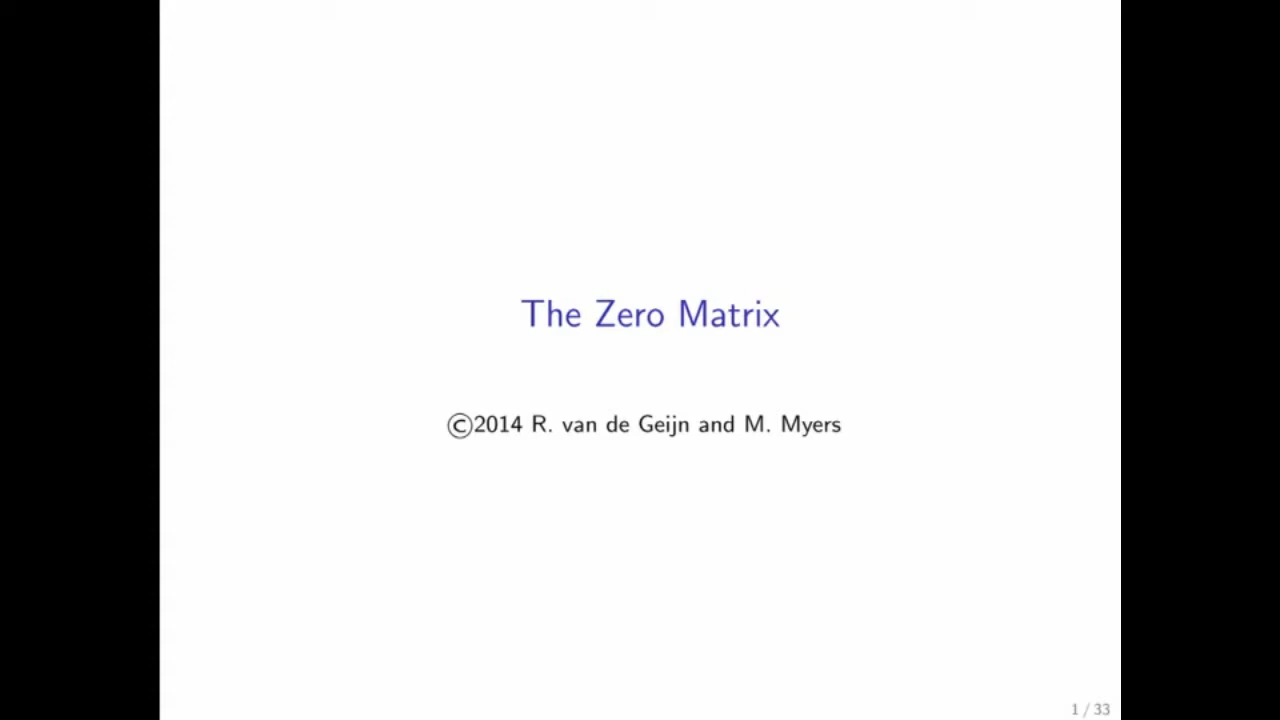 The Zero Matrix
©2014 R. van de Geijn and M. Myers
1 / 33